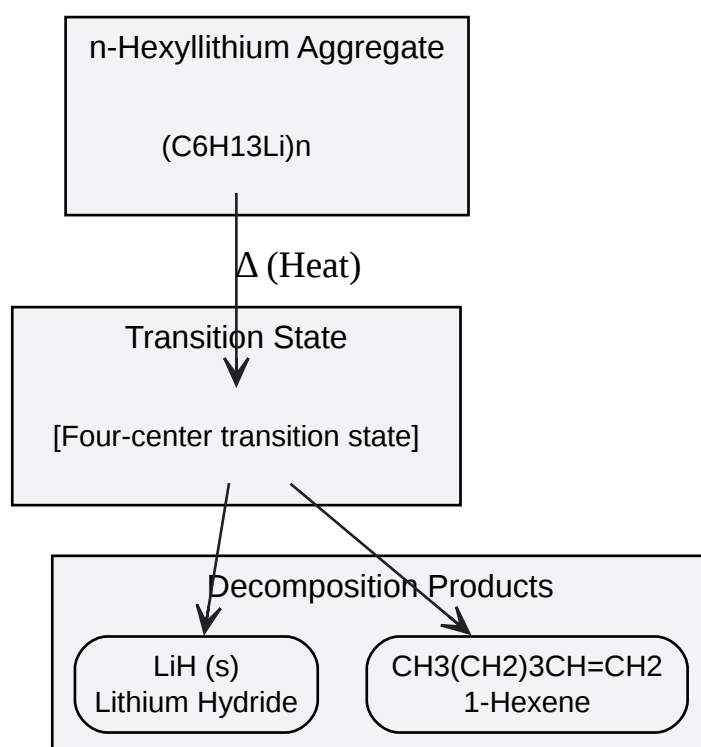 n-Hexyllithium Aggregate
(C6H13Li)n
Δ (Heat)
Transition State
[Four-center transition state]
Decomposition Products
LiH (s)
Lithium Hydride
CH3(CH2)3CH=CH2
1-Hexene